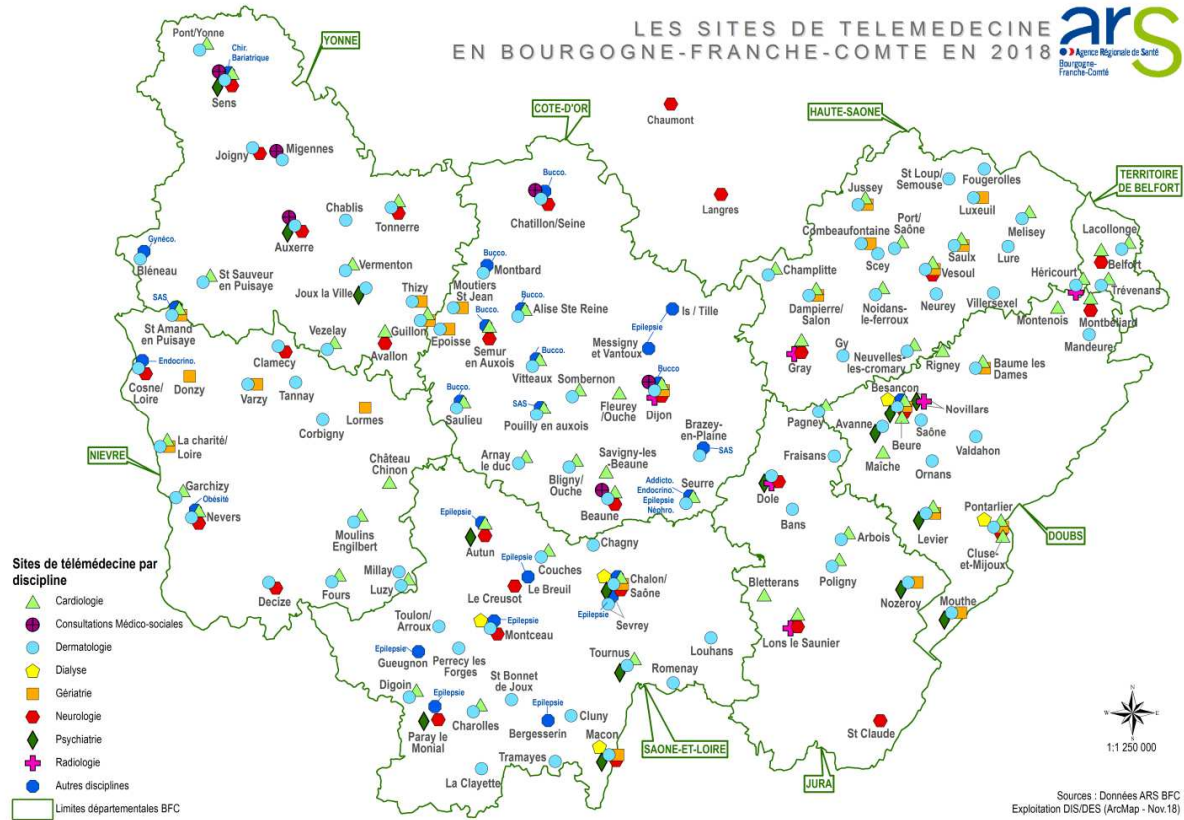 LES SITES DE TELEMEDECINE
EN BOURGOGNE-FRANCHE-COMTE EN 2018
ars
Agence Régionale de Santé
Bourgogne-
Franche-Comté
Pont/Yonne
YONNE
Chir.
Bariatrique
Sens
COTE-D'OR
Chaumont
HAUTE-SAONE
Joigny
Migennes
Bucco.
Chatillon/Seine
Langres
St Loup/
Semouse
Fougerolles
TERRITOIRE
DE BELFORT
Jussey
Luxeuil
Chablis
Tonnerre
Auxerre
Combeaufontaine
Port/
Saône
Melisey
Lacollonge
Gynéco.
Bléneau
Scey
Saulx
Lure
Belfort
St Sauveur
en Puisaye
Vermenton
Bucco.
Montbard
Champlitte
Vesoul
Héricourt
Trévenans
Joux la Ville
Moutiers
St Jean
Thizy
SAS
St Amand
en Puisaye
Bucco.
Alise Ste Reine
Is / Tille
Dampierre/
Salon
Noidans-
le-ferroux
Neurey
Villersexel
Montenois
Montbéliard
Vezelay
Guillon
Epoisse
Bucco.
Semur
en Auxois
Epilepsie
Messigny
et Vantoux
Mandeure
Clamecy
Avallon
Gray
Gy
Neuvelles-
les-cromary
Rigney
Baume les
Dames
Endocrino.
Cosne/
Loire
Donzy
Varzy
Tannay
Bucco.
Vitteaux
Sombernon
Bucco
Fleurey
/Ouche
Dijon
Besançon
Novillars
Bucco.
Saulieu
SAS
Pouilly en auxois
Lormes
Corbigny
Pagney
Avanne
Beure
Saône
Valdahon
La charité/
Loire
NIEVRE
Château
Chinon
Arnay
le duc
Bligny/
Ouche
Savigny-les
Beaune
Brazey-
en-Plaine
SAS
Fraisans
Maîche
Ornans
Garchizy
Obésité
Nevers
Beaune
Addicto.
Endocrino.
Epilepsie
Néphro.
Seurre
Dole
Bans
Moulins
Engilbert
Epilepsie
Autun
Levier
Pontarlier
DOUBS
Cluse-
et-Mijoux
Chagny
Arbois
Millay
Luzy
Epilepsie
Couches
Le Breuil
Le Creusot
Poligny
Decize
Fours
Chalon/
Saône
Epilepsie
Sevrey
Bletterans
Nozeroy
Mouthe
Toulon/
Arroux
Epilepsie
Montceau
Lons le Saunier
Epilepsie
Gueugnon
Perrecy les
Forges
Louhans
Tournus
Romenay
Digoin
Epilepsie
Paray le
Monial
St Bonnet
de Joux
Charolles
Epilepsie
Bergesserin
Cluny
Macon
SAONE-ET-LOIRE
St Claude
JURA
Tramayes
La Clayette
Sites de télémédecine par
discipline
Cardiologie
Consultations Médico-sociales
Dermatologie
Dialyse
Gériatrie
Neurologie
Psychiatrie
Radiologie
Autres disciplines
Limites départementales BFC
N
W
E
S
1:1 250 000
Sources : Données ARS BFC
Exploitation DIS/DES (ArcMap - Nov.18)